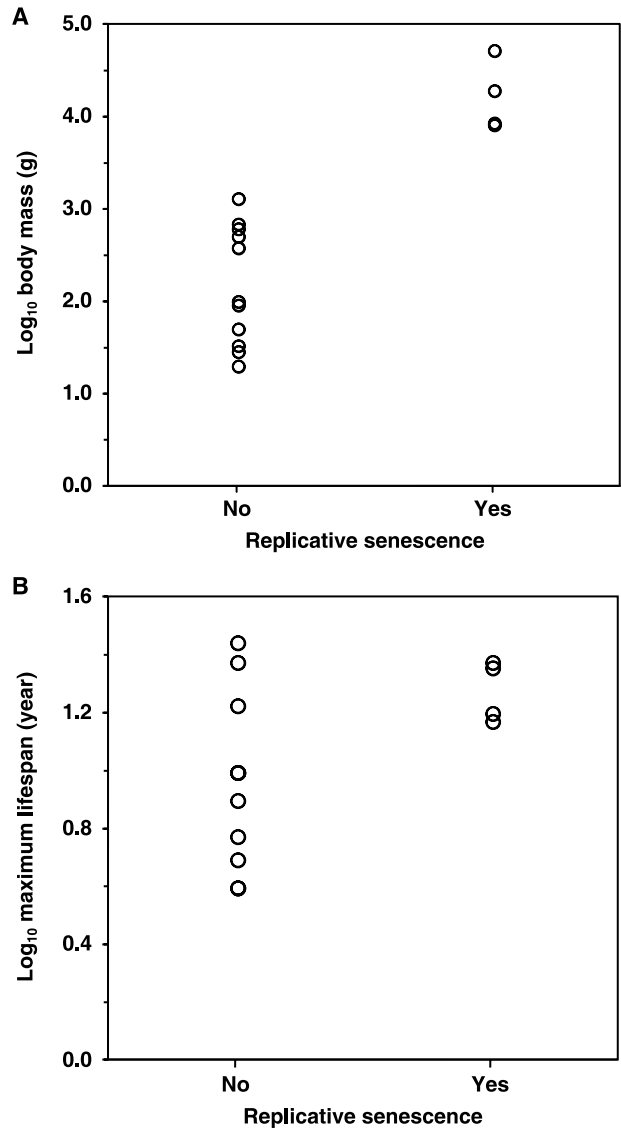 A
5.0
4.0
3.0
2.0
1.0
0.0
Log₁₀ body mass (g)
No
Yes
Replicative senescence
B
1.6
1.2
0.8
0.4
0.0
Log₁₀ maximum lifespan (year)
No
Yes
Replicative senescence